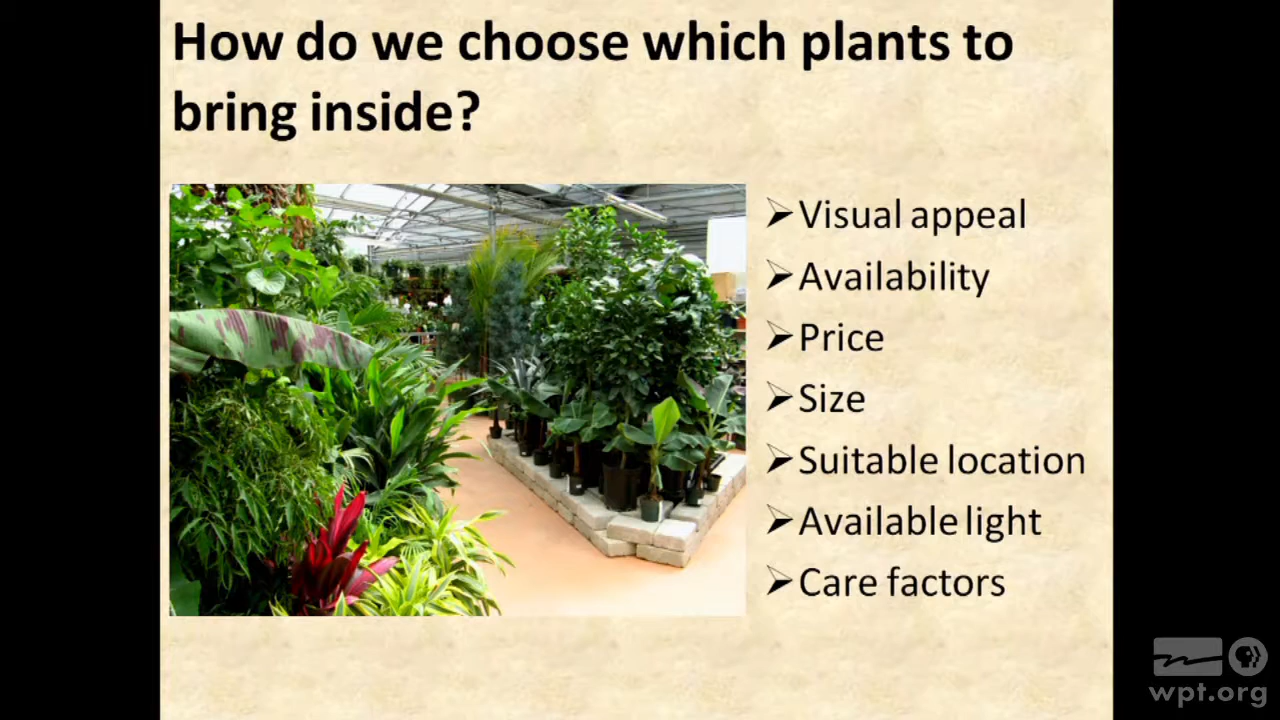 How do we choose which plants to
bring inside?
Visual appeal
Availability
Price
Size
Suitable location
Available light
Care factors
wpt.org